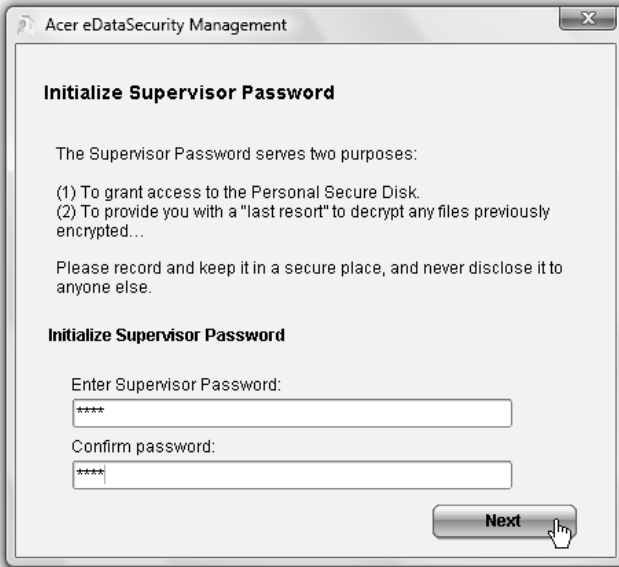 Acer eDataSecurity Management
X
Initialize Supervisor Password
The Supervisor Password serves two purposes:
(1) To grant access to the Personal Secure Disk.
(2) To provide you with a "last resort" to decrypt any files previously
encrypted...
Please record and keep it in a secure place, and never disclose it to
anyone else.
Initialize Supervisor Password
Enter Supervisor Password:
****
Confirm password:
****
Next